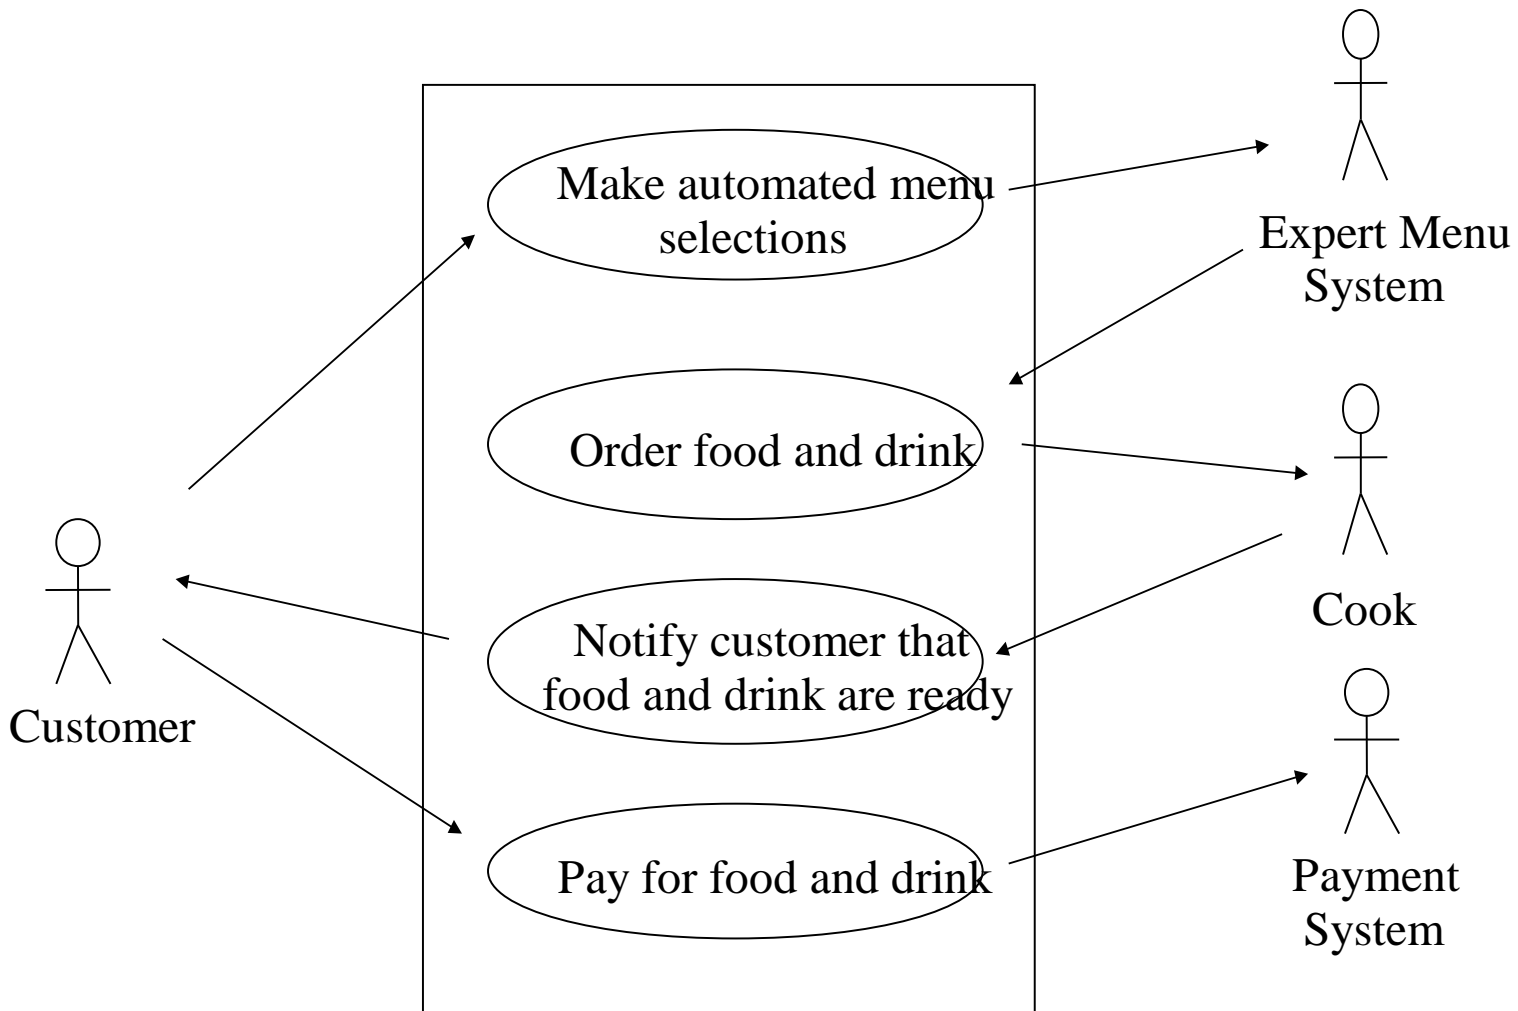 Make automated menu
selections
Expert Menu
System
Order food and drink
Cook
Notify customer that
food and drink are ready
Customer
Pay for food and drink
Payment
System